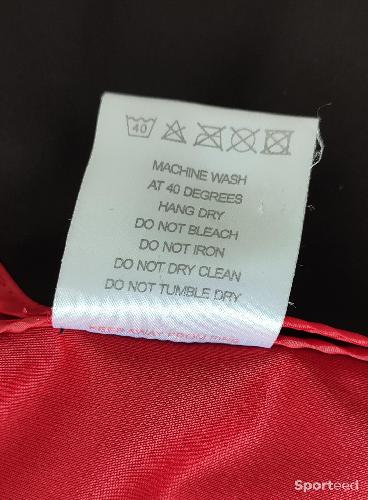 40
MACHINE WASH
AT 40 DEGREES
HANG DRY
DO NOT BLEACH
DO NOT IRON
DO NOT DRY CLEAN
DO NOT TUMBLE DRY
KEEP AWAY FROM FIRE
Sporteed